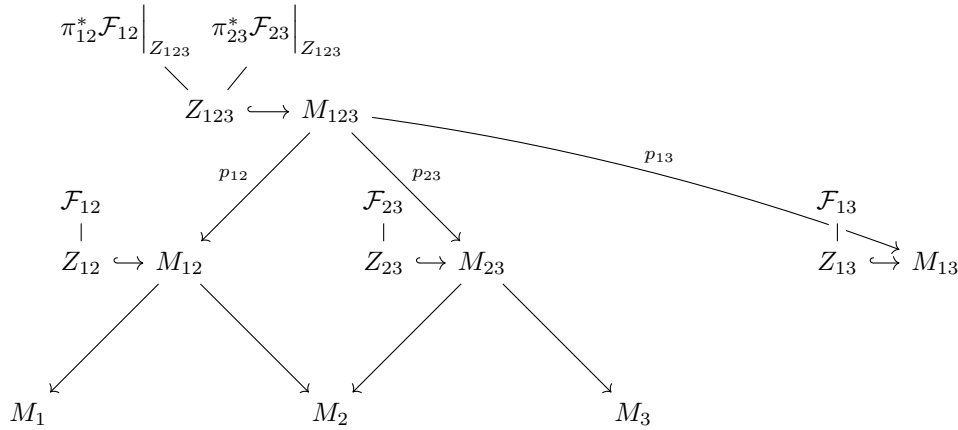 π*12F12|Z123 π*23F23|Z123
Z123 M123
p12 p23 p13
F12 F23 F13
Z12 M12 Z23 M23 Z13 M13
M1 M2 M3